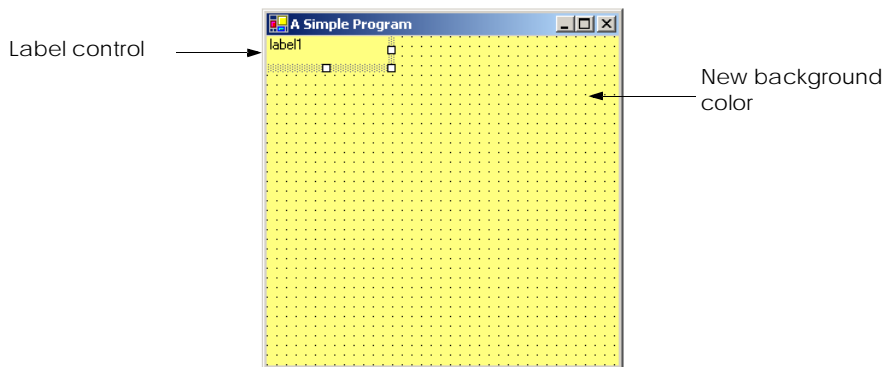 A Simple Program
Label control
label1
New background
color